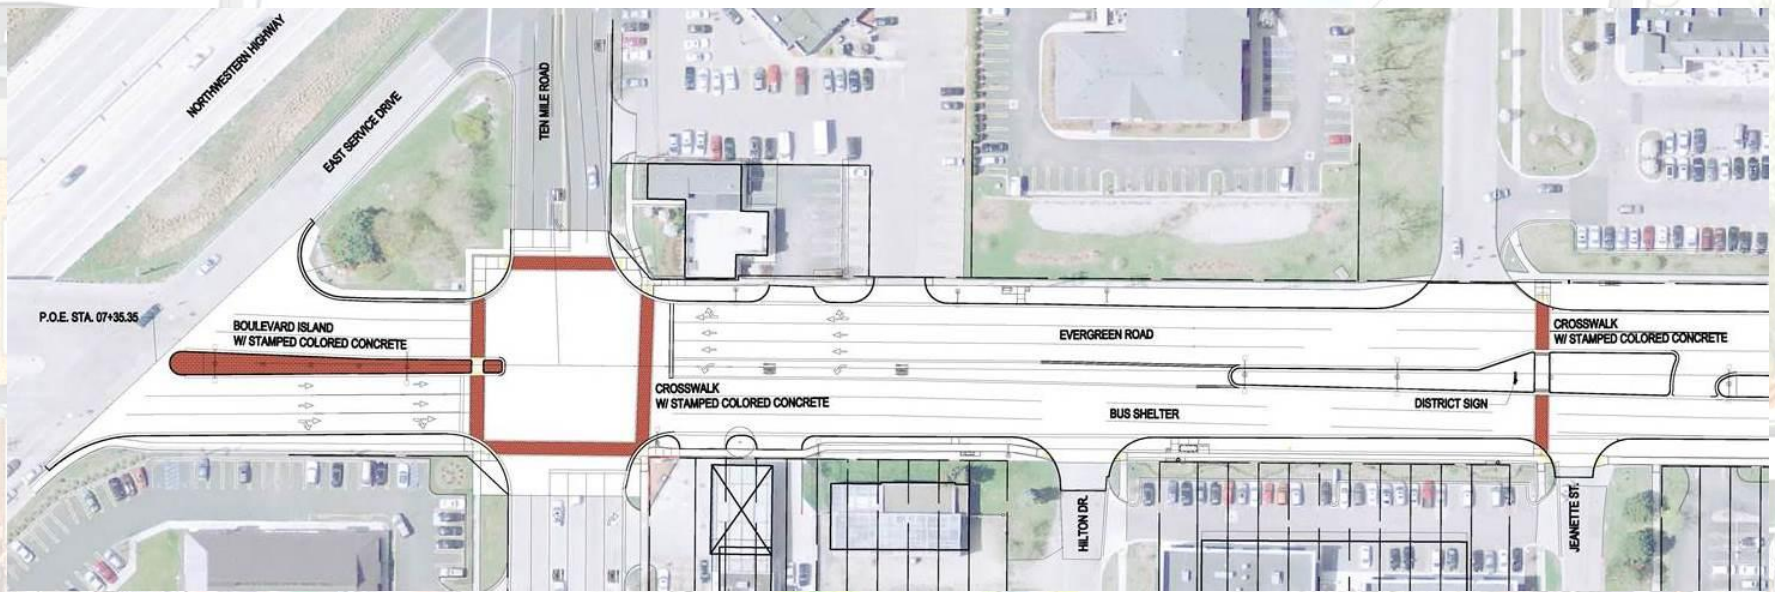 NORTHWESTERN HIGHWAY
EAST SERVICE DRIVE
TEN MILE ROAD
P.O.E. STA. 07+35.35
BOULEVARD ISLAND
W/ STAMPED COLORED CONCRETE
CROSSWALK
W/ STAMPED COLORED CONCRETE
EVERGREEN ROAD
BUS SHELTER
DISTRICT SIGN
CROSSWALK
W/ STAMPED COLORED CONCRETE
HILTON DR.
JEANETTE ST.